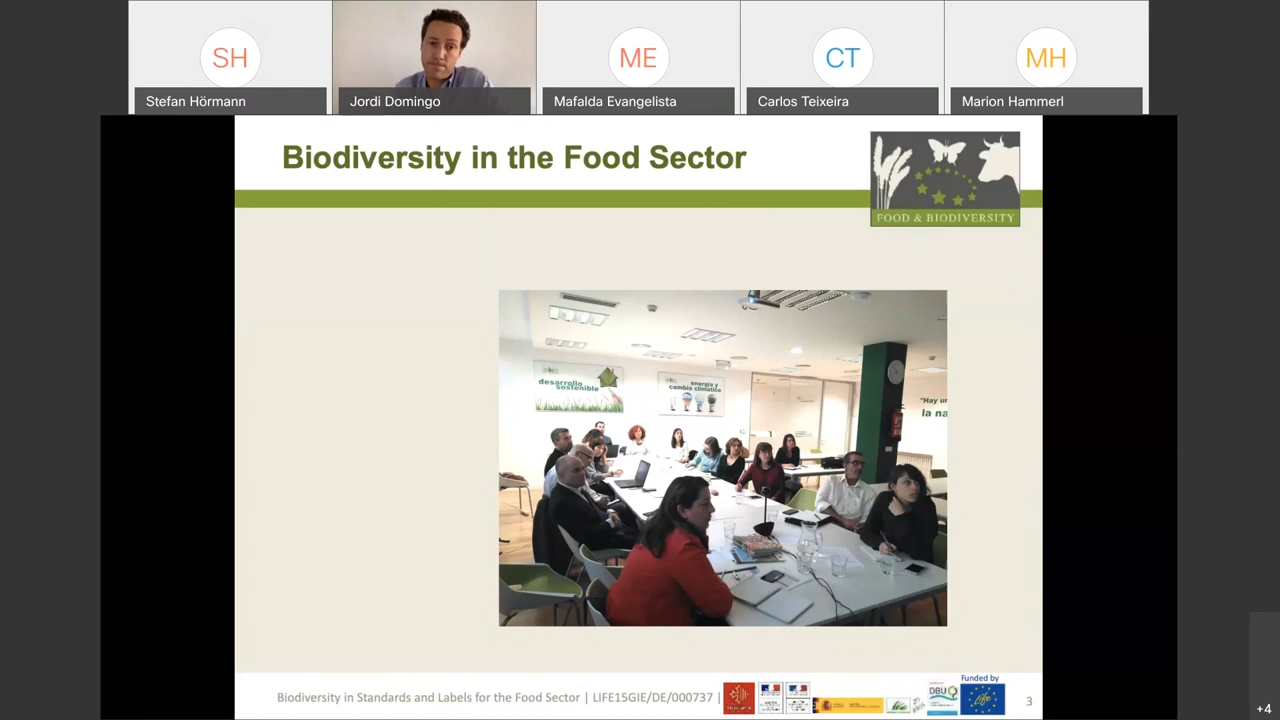 SH
ME
CT
MH
Stefan Hörmann
Jordi Domingo
Mafalda Evangelista
Carlos Teixeira
Marion Hammerl
Biodiversity in the Food Sector
FOOD & BIODIVERSITY
desarrollo
sostenible
energía y
cambio climático
"Hay un
la na
Funded by
DBU
Biodiversity in Standards and Labels for the Food Sector | LIFE15GIE/DE/000737 |
3
+4